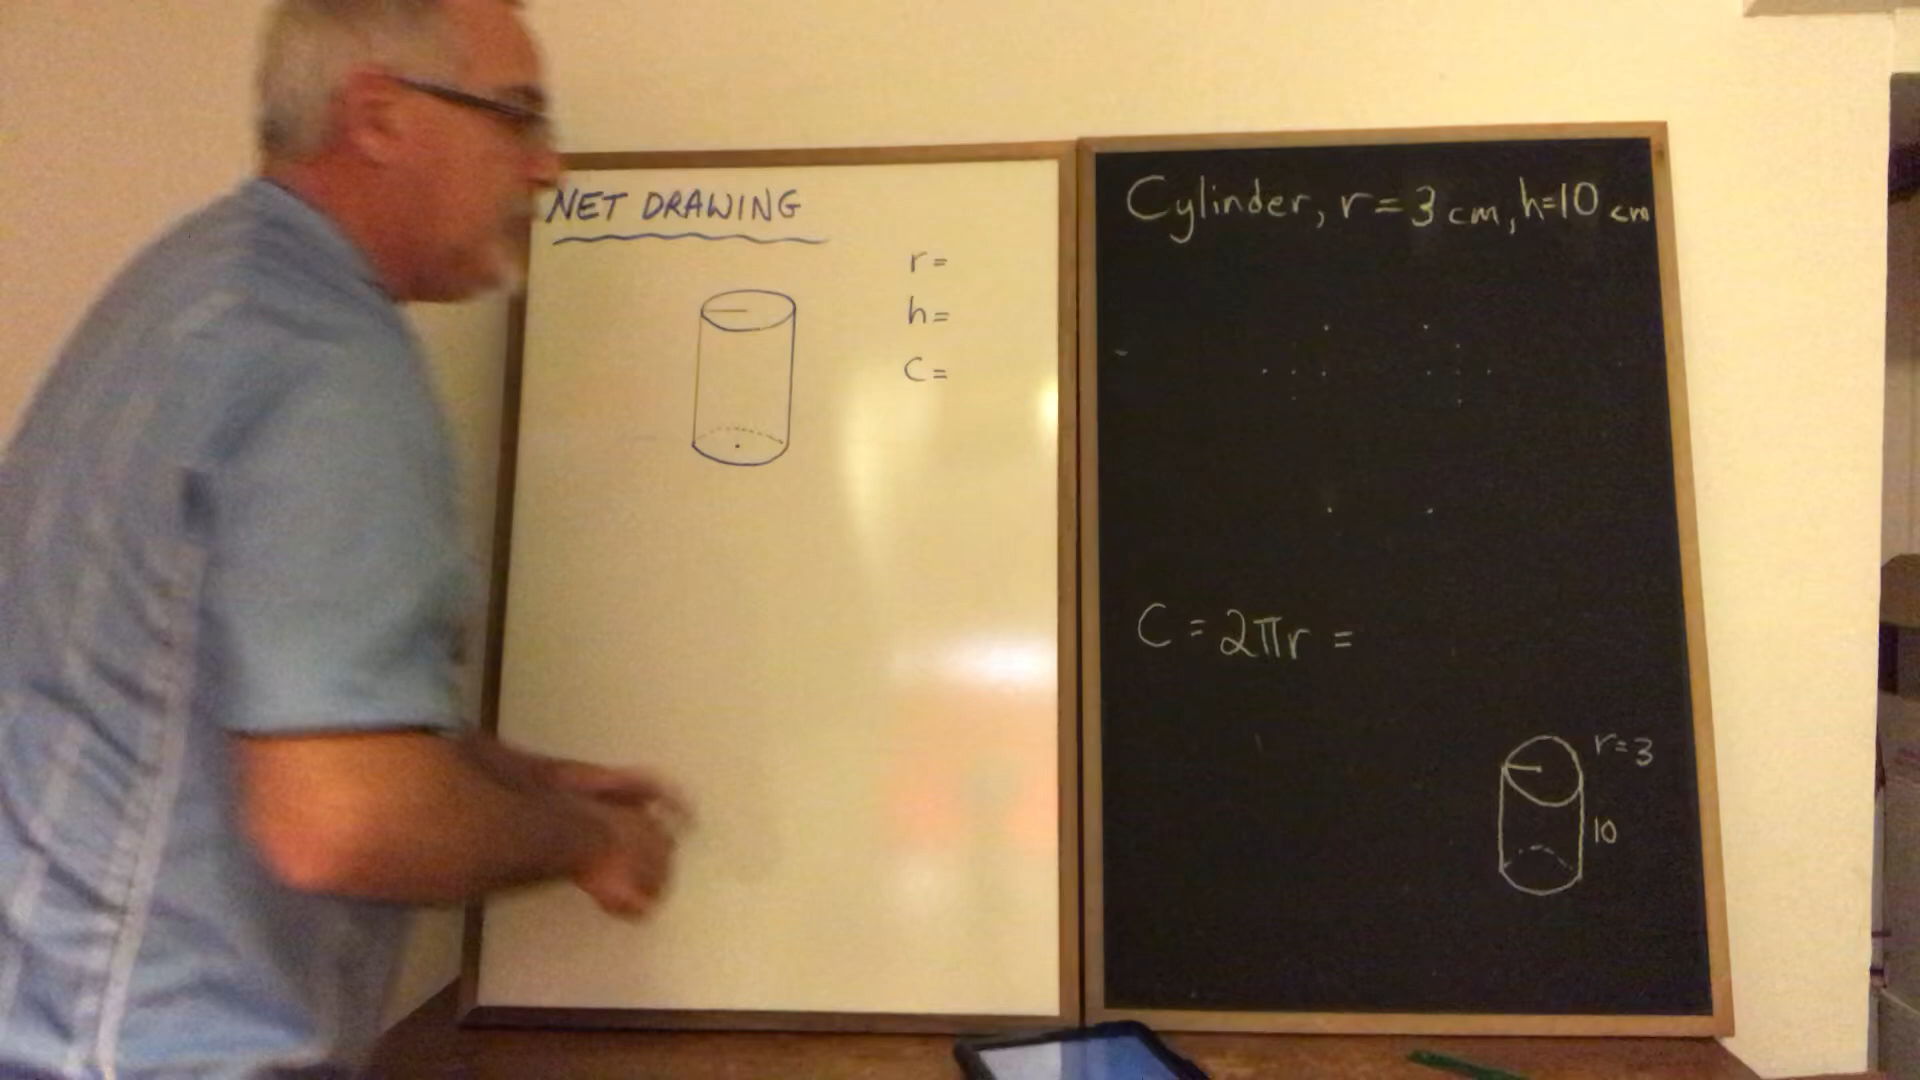 NET DRAWING
r =
h =
C =
Cylinder, r = 3 cm, h=10 cm
C = 2πr =
r=3
10